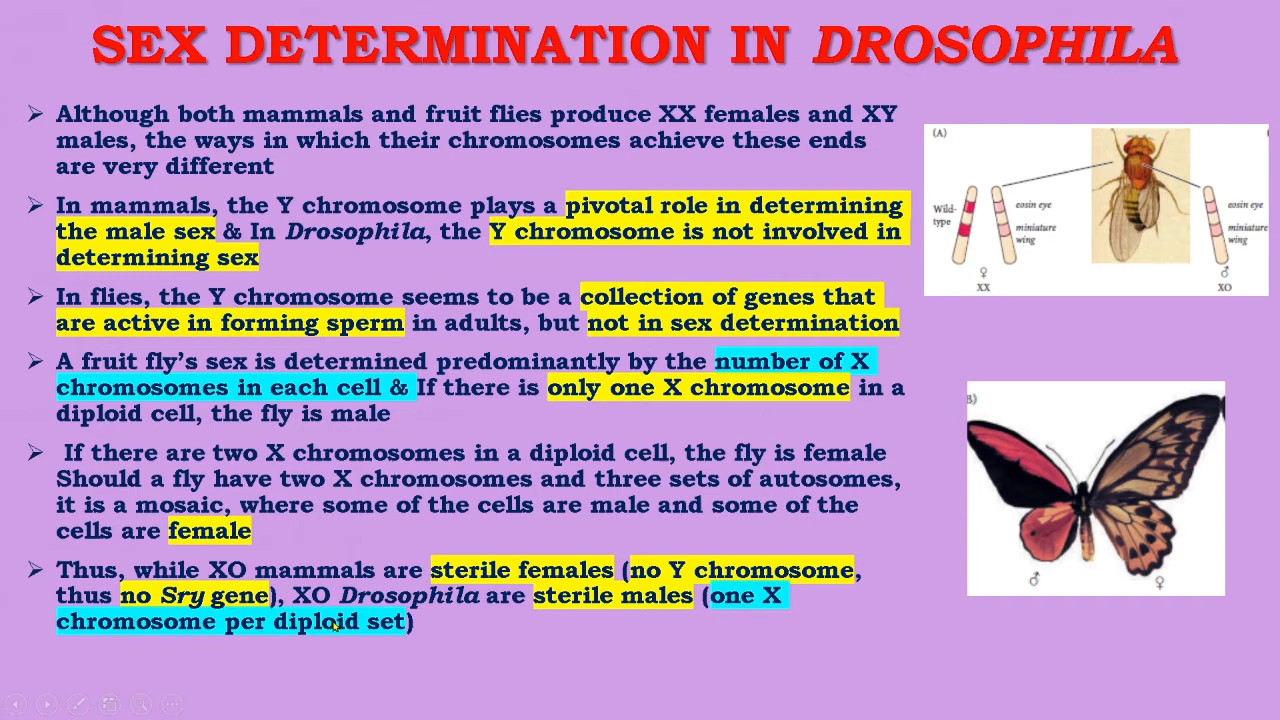 SEX DETERMINATION IN DROSOPHILA
➢ Although both mammals and fruit flies produce XX females and XY
males, the ways in which their chromosomes achieve these ends
are very different
➢ In mammals, the Y chromosome plays a pivotal role in determining
the male sex & In Drosophila, the Y chromosome is not involved in
determining sex
➢ In flies, the Y chromosome seems to be a collection of genes that
are active in forming sperm in adults, but not in sex determination
➢ A fruit fly’s sex is determined predominantly by the number of X
chromosomes in each cell & If there is only one X chromosome in a
diploid cell, the fly is male
➢ If there are two X chromosomes in a diploid cell, the fly is female
Should a fly have two X chromosomes and three sets of autosomes,
it is a mosaic, where some of the cells are male and some of the
cells are female
➢ Thus, while XO mammals are sterile females (no Y chromosome,
thus no Sry gene), XO Drosophila are sterile males (one X
chromosome per diploid set)
(A)
Wild-
type
eosin eye
miniature
wing
♀
XX
eosin eye
miniature
wing
♂
XO
B)
♂ ♀